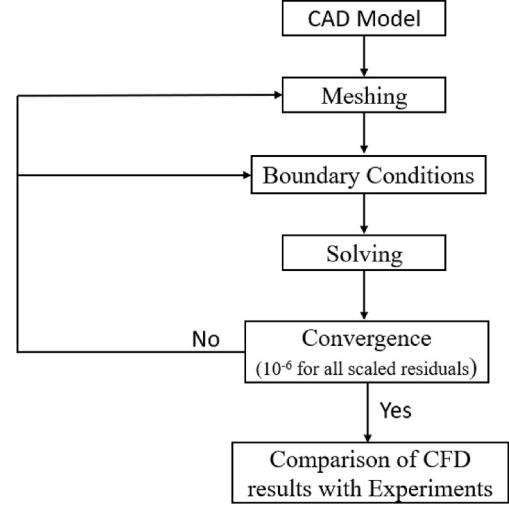 CAD Model
Meshing
Boundary Conditions
Solving
No
Convergence
(10⁻⁶ for all scaled residuals)
Yes
Comparison of CFD
results with Experiments